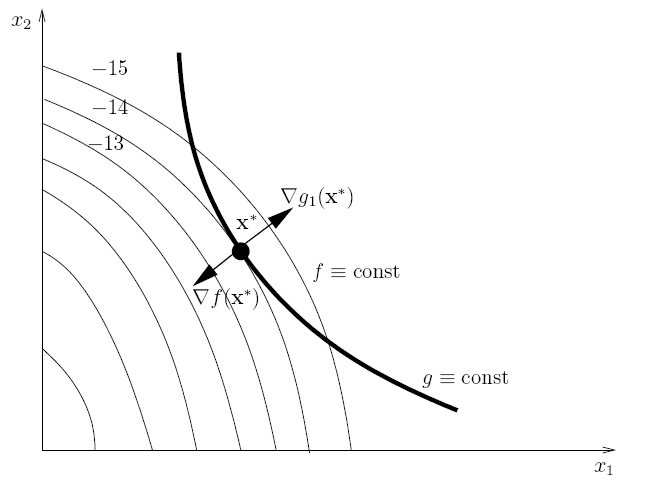 x₂
−15
−14
−13
∇g₁(x*)
x*
f ≡ const
∇f(x*)
g ≡ const
x₁